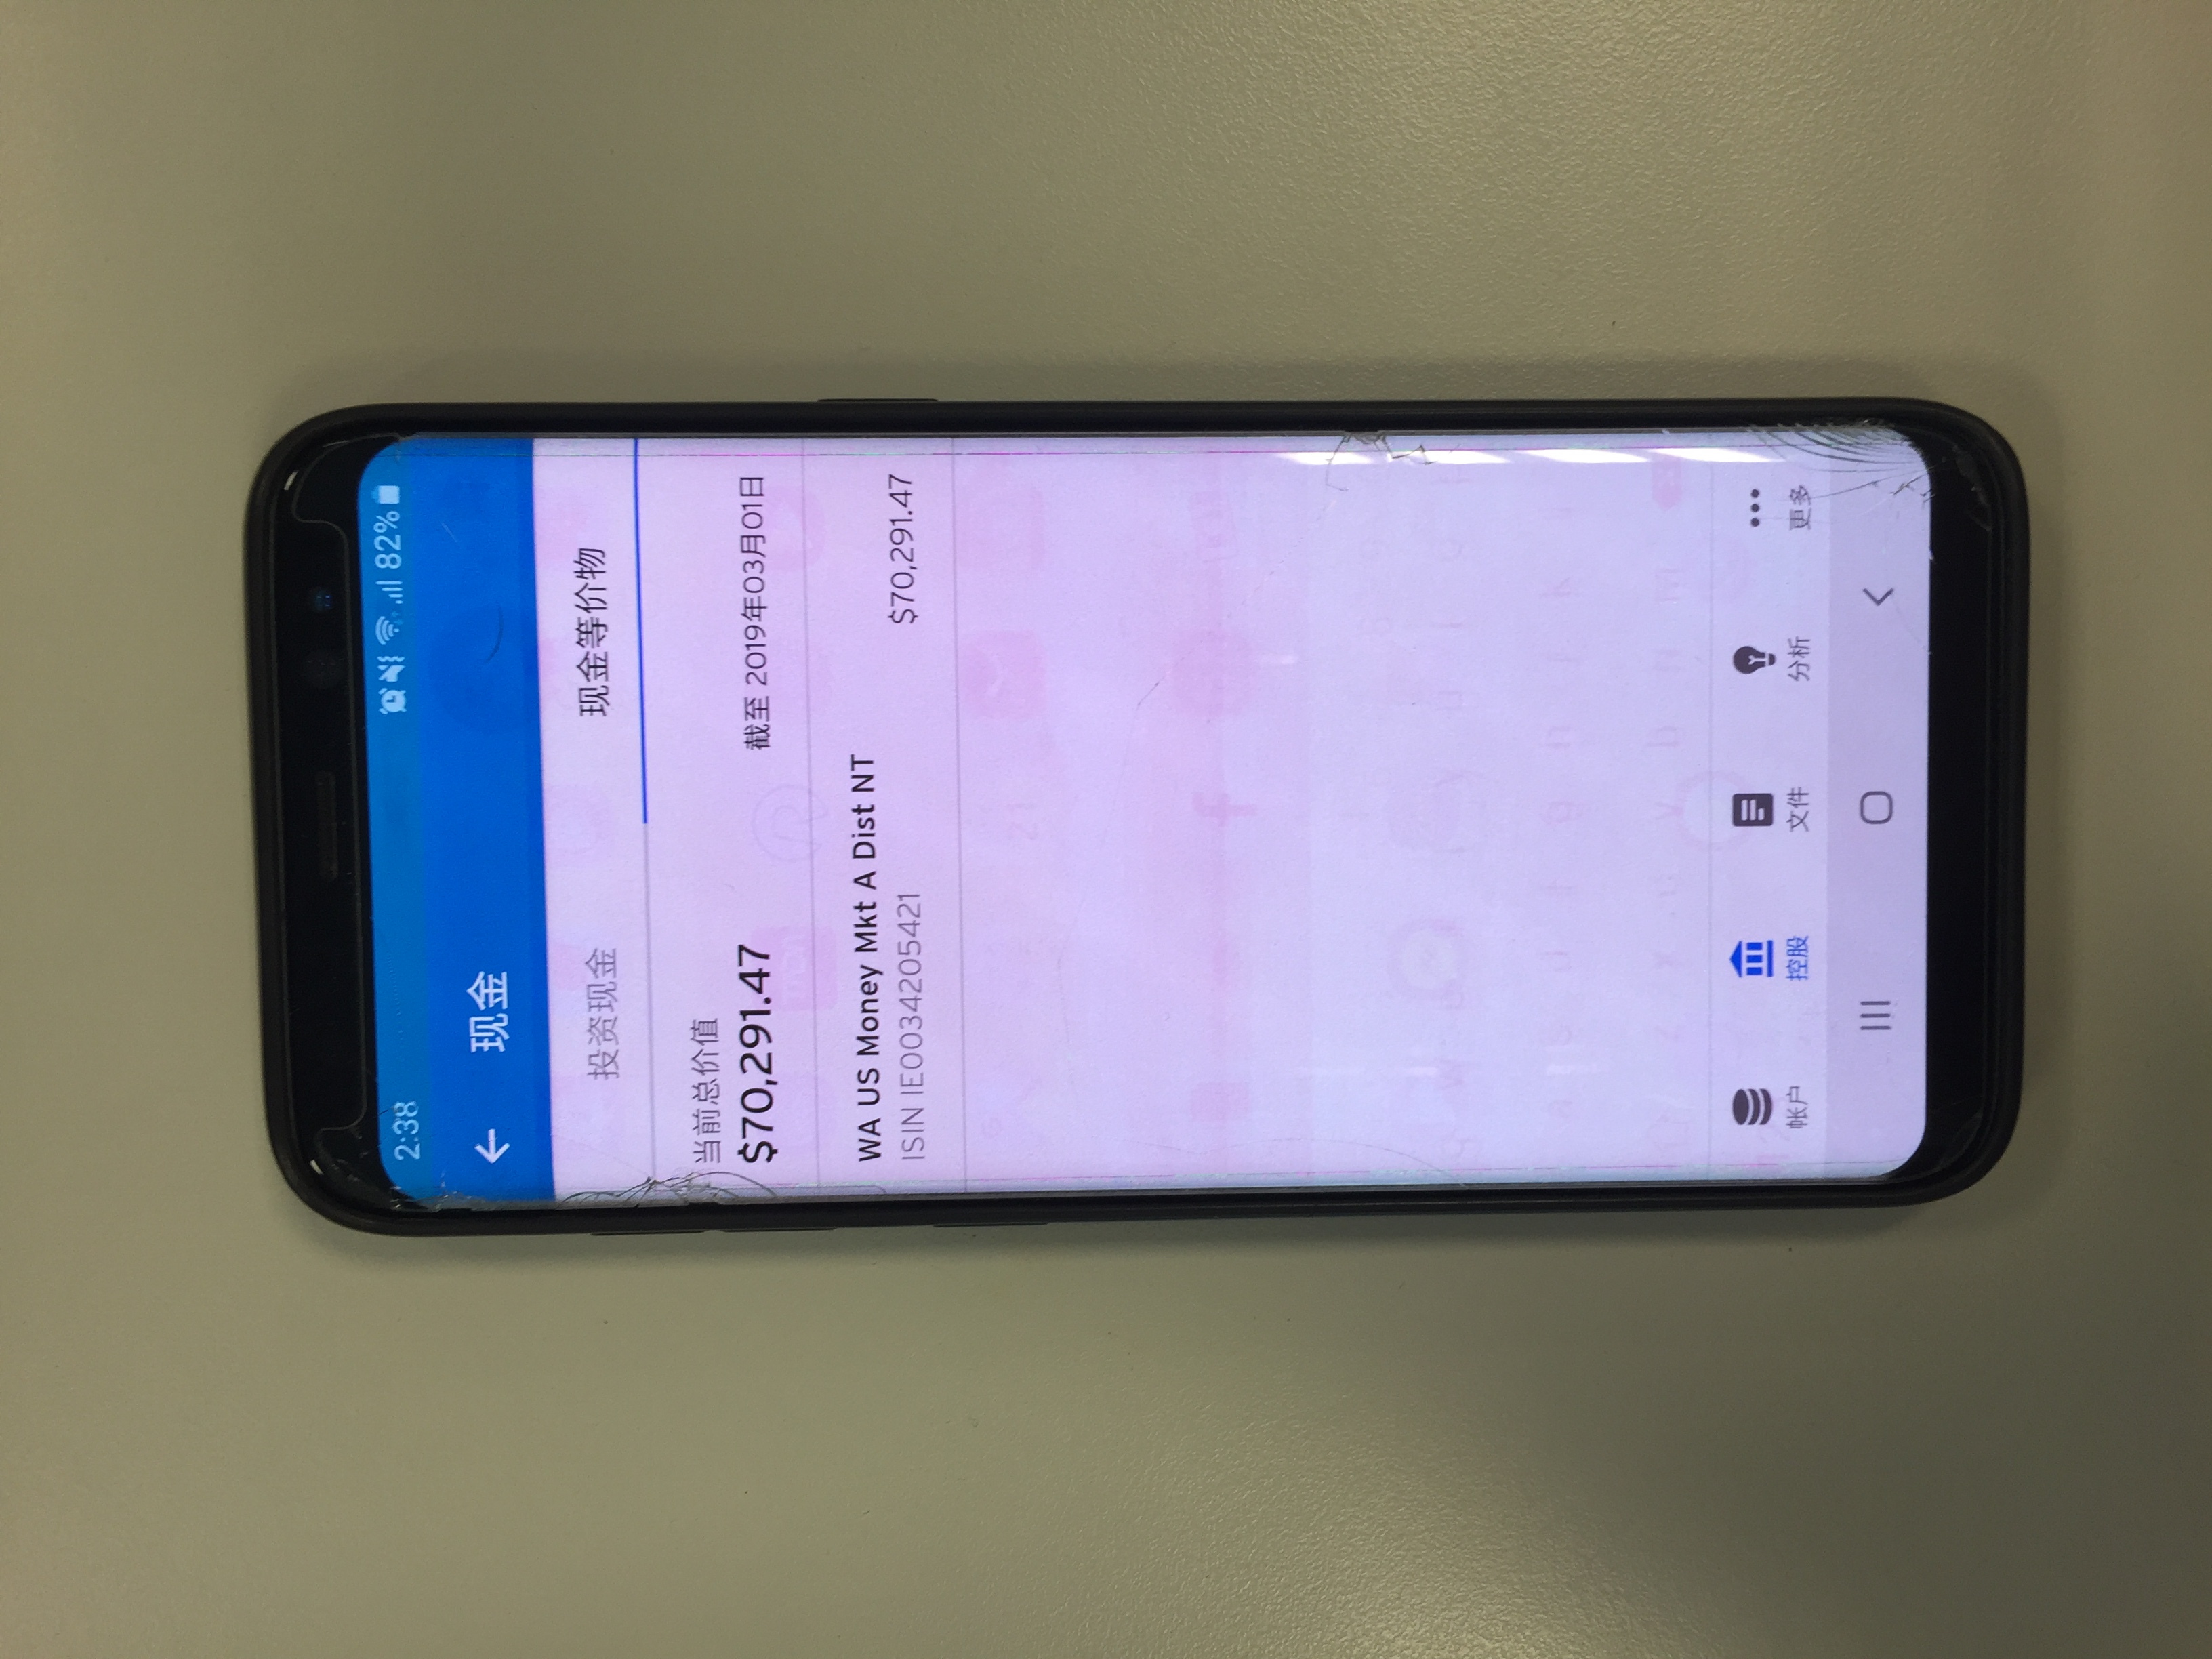 2:38 82%
现金
投资现金 现金等价物
当前总价值
$70,291.47 截至 2019年03月01日
WA US Money Mkt A Dist NT
ISIN IE0034205421 $70,291.47
帐户 控股 文件 分析 更多